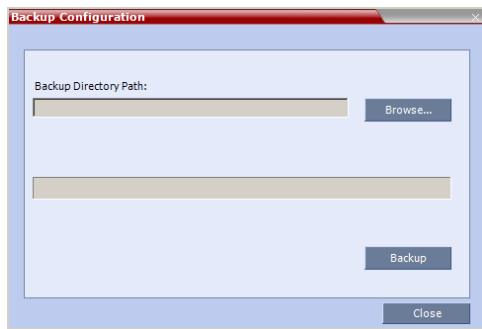 Backup Configuration
Backup Directory Path:
Browse...
Backup
Close